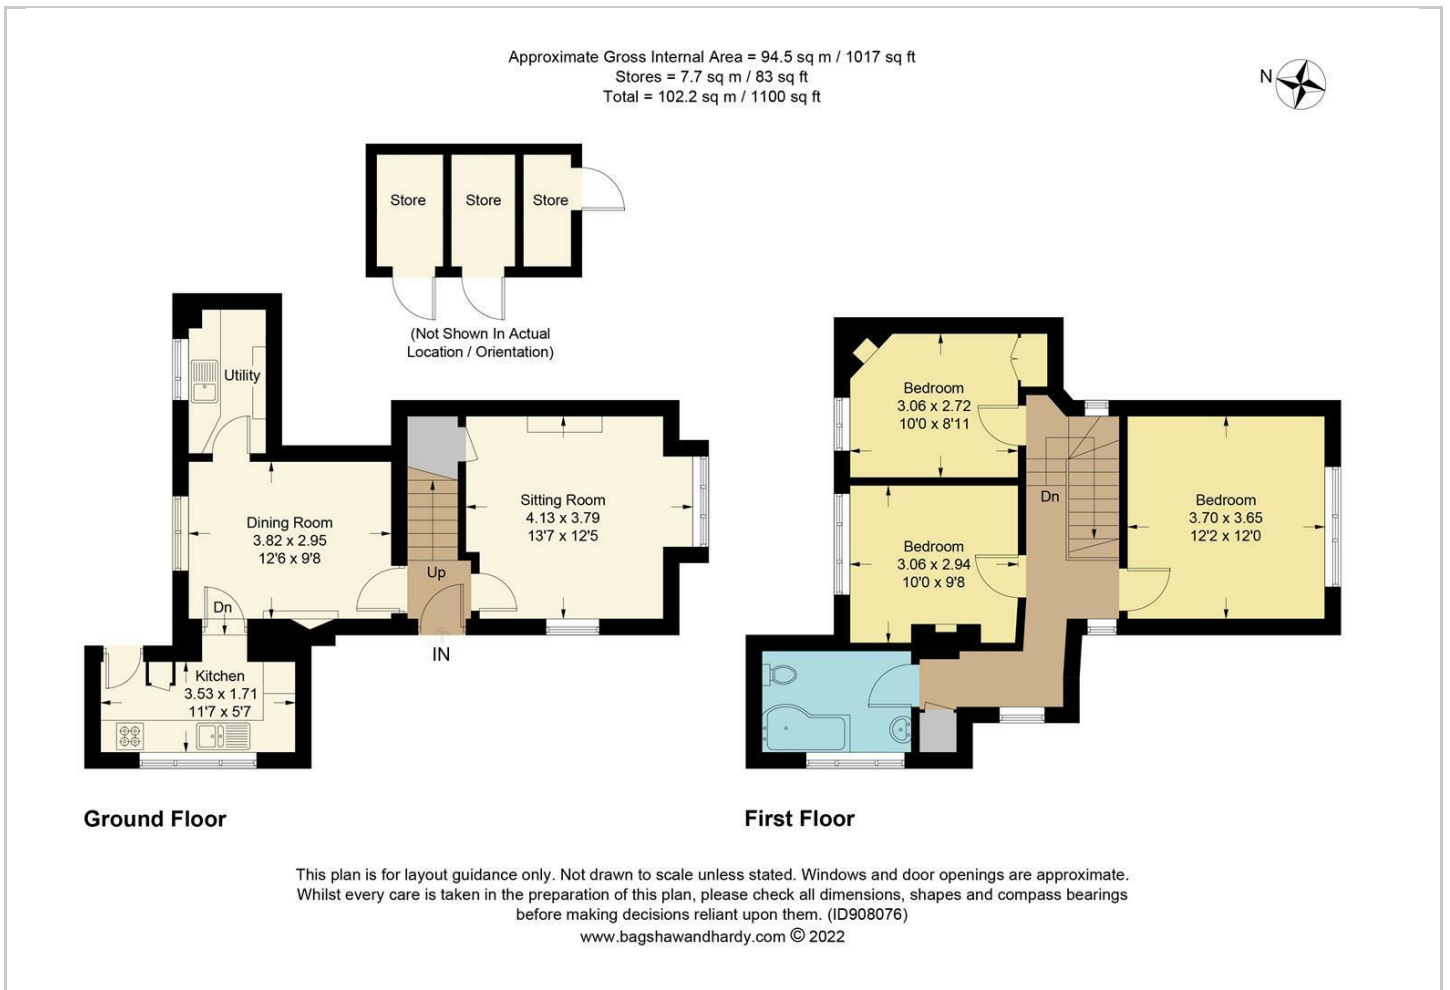 Approximate Gross Internal Area = 94.5 sq m / 1017 sq ft
Stores = 7.7 sq m / 83 sq ft
Total = 102.2 sq m / 1100 sq ft
N
Store
Store
Store
(Not Shown In Actual
Location / Orientation)
Utility
Dining Room
3.82 x 2.95
12'6 x 9'8
Sitting Room
4.13 x 3.79
13'7 x 12'5
Up
Dn
IN
Kitchen
3.53 x 1.71
11'7 x 5'7
Ground Floor
Bedroom
3.06 x 2.72
10'0 x 8'11
Bedroom
3.06 x 2.94
10'0 x 9'8
Dn
Bedroom
3.70 x 3.65
12'2 x 12'0
First Floor
This plan is for layout guidance only. Not drawn to scale unless stated. Windows and door openings are approximate.
Whilst every care is taken in the preparation of this plan, please check all dimensions, shapes and compass bearings
before making decisions reliant upon them. (ID908076)
www.bagshawandhardy.com © 2022